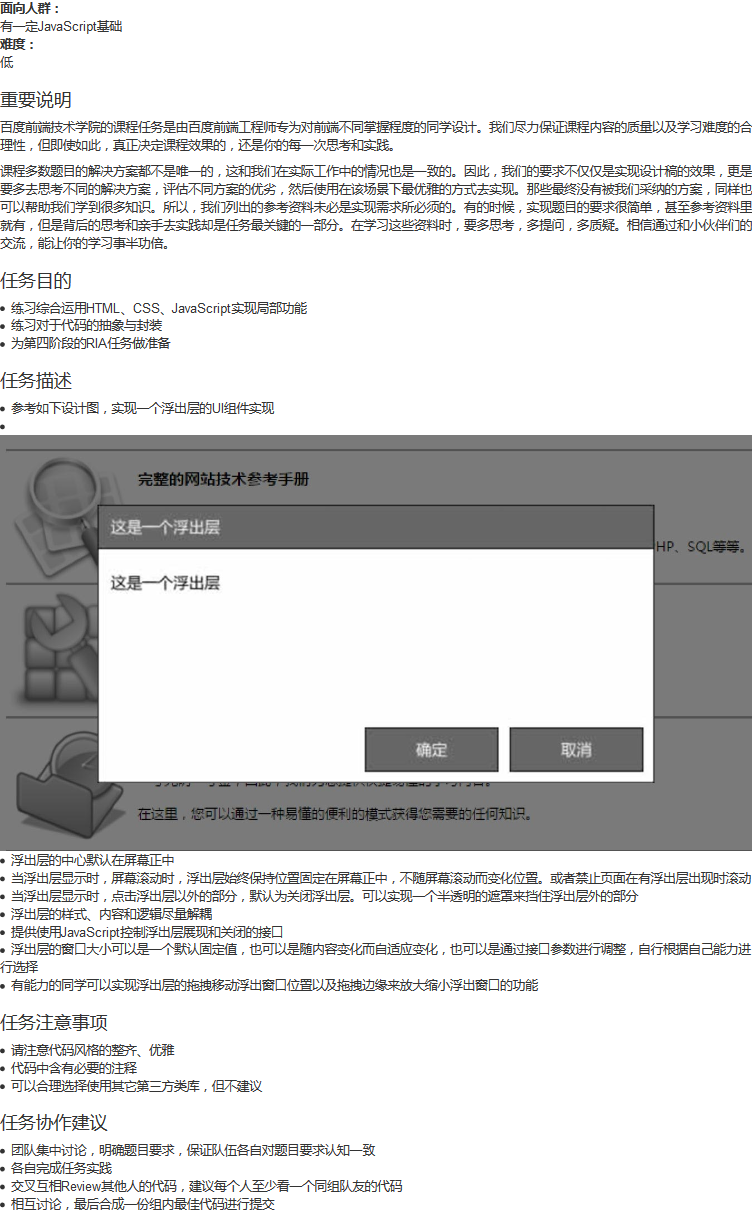 面向人群：
有一定JavaScript基础
难度：
低
重要说明
百度前端技术学院的课程任务是由百度前端工程师专为对前端不同掌握程度的同学设计。我们尽力保证课程内容的质量以及学习难度的合
理性，但即使如此，真正决定课程效果的，还是你的每一次思考和实践。
课程多数题目的解决方案都不是唯一的，这和我们在实际工作中的情况也是一致的。因此，我们的要求不仅仅是实现设计稿的效果，更是
要多去思考不同的解决方案，评估不同方案的优劣，然后使用在该场景下最优雅的方式去实现。那些最终没有被我们采纳的方案，同样也
可以帮助我们学到很多知识。所以，我们列出的参考资料未必是实现需求所必须的。有的时候，实现题目的要求很简单，甚至参考资料里
就有，但是背后的思考和亲手去实践却是任务最关键的一部分。在学习这些资料时，要多思考，多提问，多质疑。相信通过和小伙伴们的
交流，能让你的学习事半功倍。
任务目的
• 练习综合运用HTML、CSS、JavaScript实现局部功能
• 练习对于代码的抽象与封装
• 为第四阶段的RIA任务做准备
任务描述
• 参考如下设计图，实现一个浮出层的UI组件实现
•
完整的网站技术参考手册
这是一个浮出层
HP、SQL等等。
这是一个浮出层
确定 取消
在这里，您可以通过一种易懂的便利的模式获得您需要的任何知识。
• 浮出层的中心默认在屏幕正中
• 当浮出层显示时，屏幕滚动时，浮出层始终保持位置固定在屏幕正中，不随屏幕滚动而变化位置。或者禁止页面在有浮出层出现时滚动
• 当浮出层显示时，点击浮出层以外的部分，默认为关闭浮出层。可以实现一个半透明的遮罩来挡住浮出层外的部分
• 浮出层的样式、内容和逻辑尽量解耦
• 提供使用JavaScript控制浮出层展现和关闭的接口
• 浮出层的窗口大小可以是一个默认固定值，也可以是随内容变化而自适应变化，也可以是通过接口参数进行调整，自行根据自己能力进
行选择
• 有能力的同学可以实现浮出层的拖拽移动浮出窗口位置以及拖拽边缘来放大缩小浮出窗口的功能
任务注意事项
• 请注意代码风格的整齐、优雅
• 代码中含有必要的注释
• 可以合理选择使用其它第三方类库，但不建议
任务协作建议
• 团队集中讨论，明确题目要求，保证队伍各自对题目要求认知一致
• 各自完成任务实践
• 交叉互相Review其他人的代码，建议每个人至少看一个同组队友的代码
• 相互讨论，最后合成一份组内最佳代码进行提交